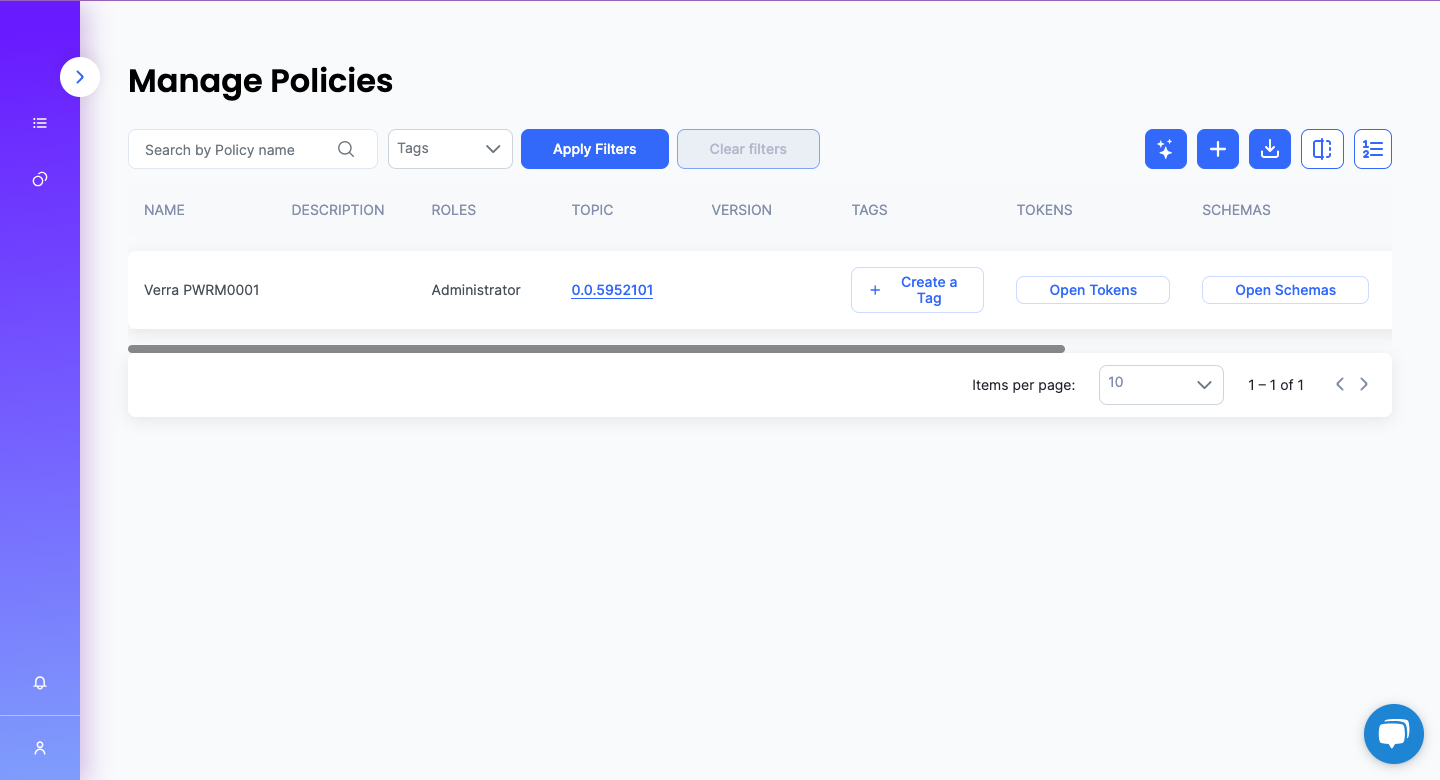 Manage Policies
Search by Policy name
Tags
Apply Filters
Clear filters
NAME DESCRIPTION ROLES TOPIC VERSION TAGS TOKENS SCHEMAS
Verra PWRM0001 Administrator 0.0.5952101 Create a Tag Open Tokens Open Schemas
Items per page: 10 1 – 1 of 1